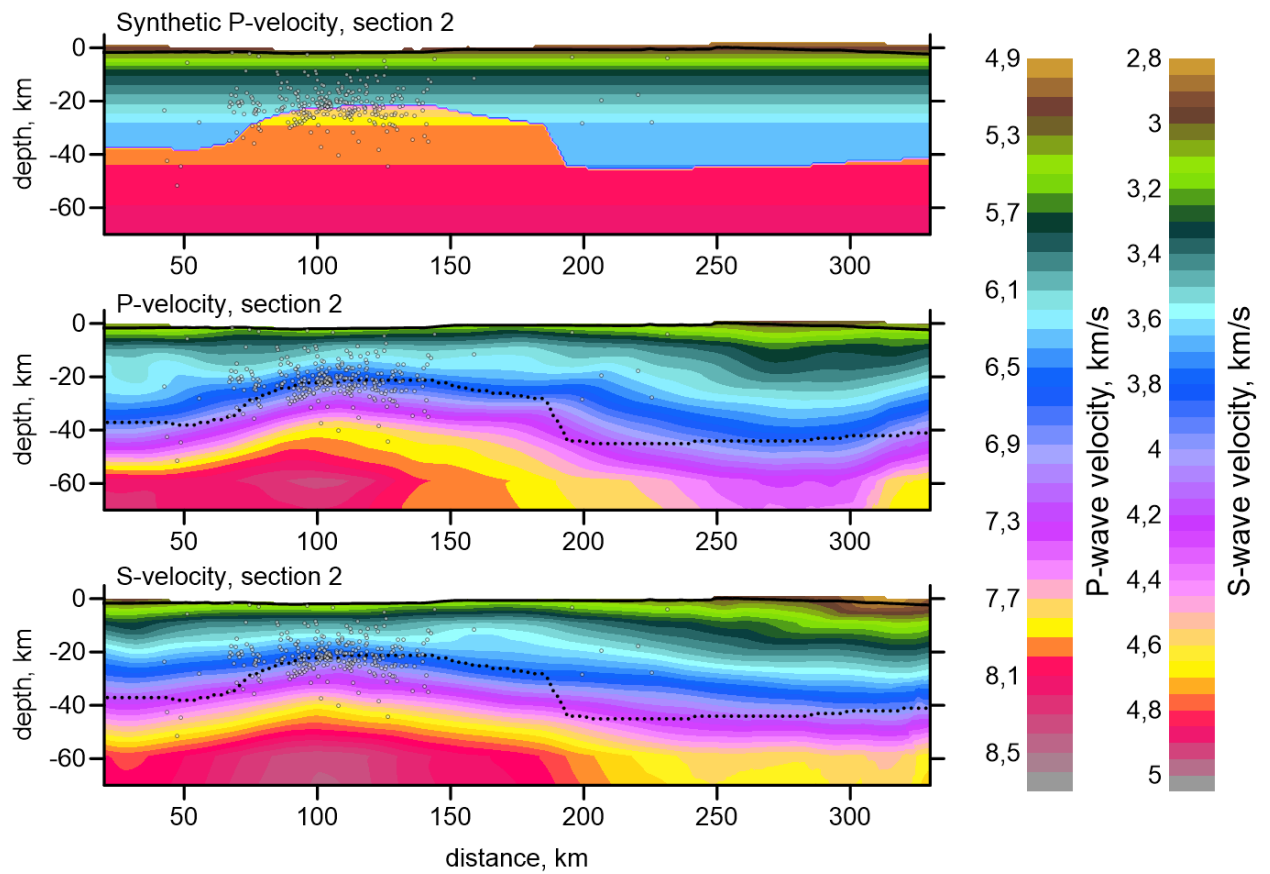 Synthetic P-velocity, section 2
0
-20
-40
-60
depth, km
50 100 150 200 250 300
P-velocity, section 2
0
-20
-40
-60
depth, km
50 100 150 200 250 300
S-velocity, section 2
0
-20
-40
-60
depth, km
50 100 150 200 250 300
distance, km
4,9
5,3
5,7
6,1
6,5
6,9
7,3
7,7
8,1
8,5
P-wave velocity, km/s
2,8
3
3,2
3,4
3,6
3,8
4
4,2
4,4
4,6
4,8
5
S-wave velocity, km/s